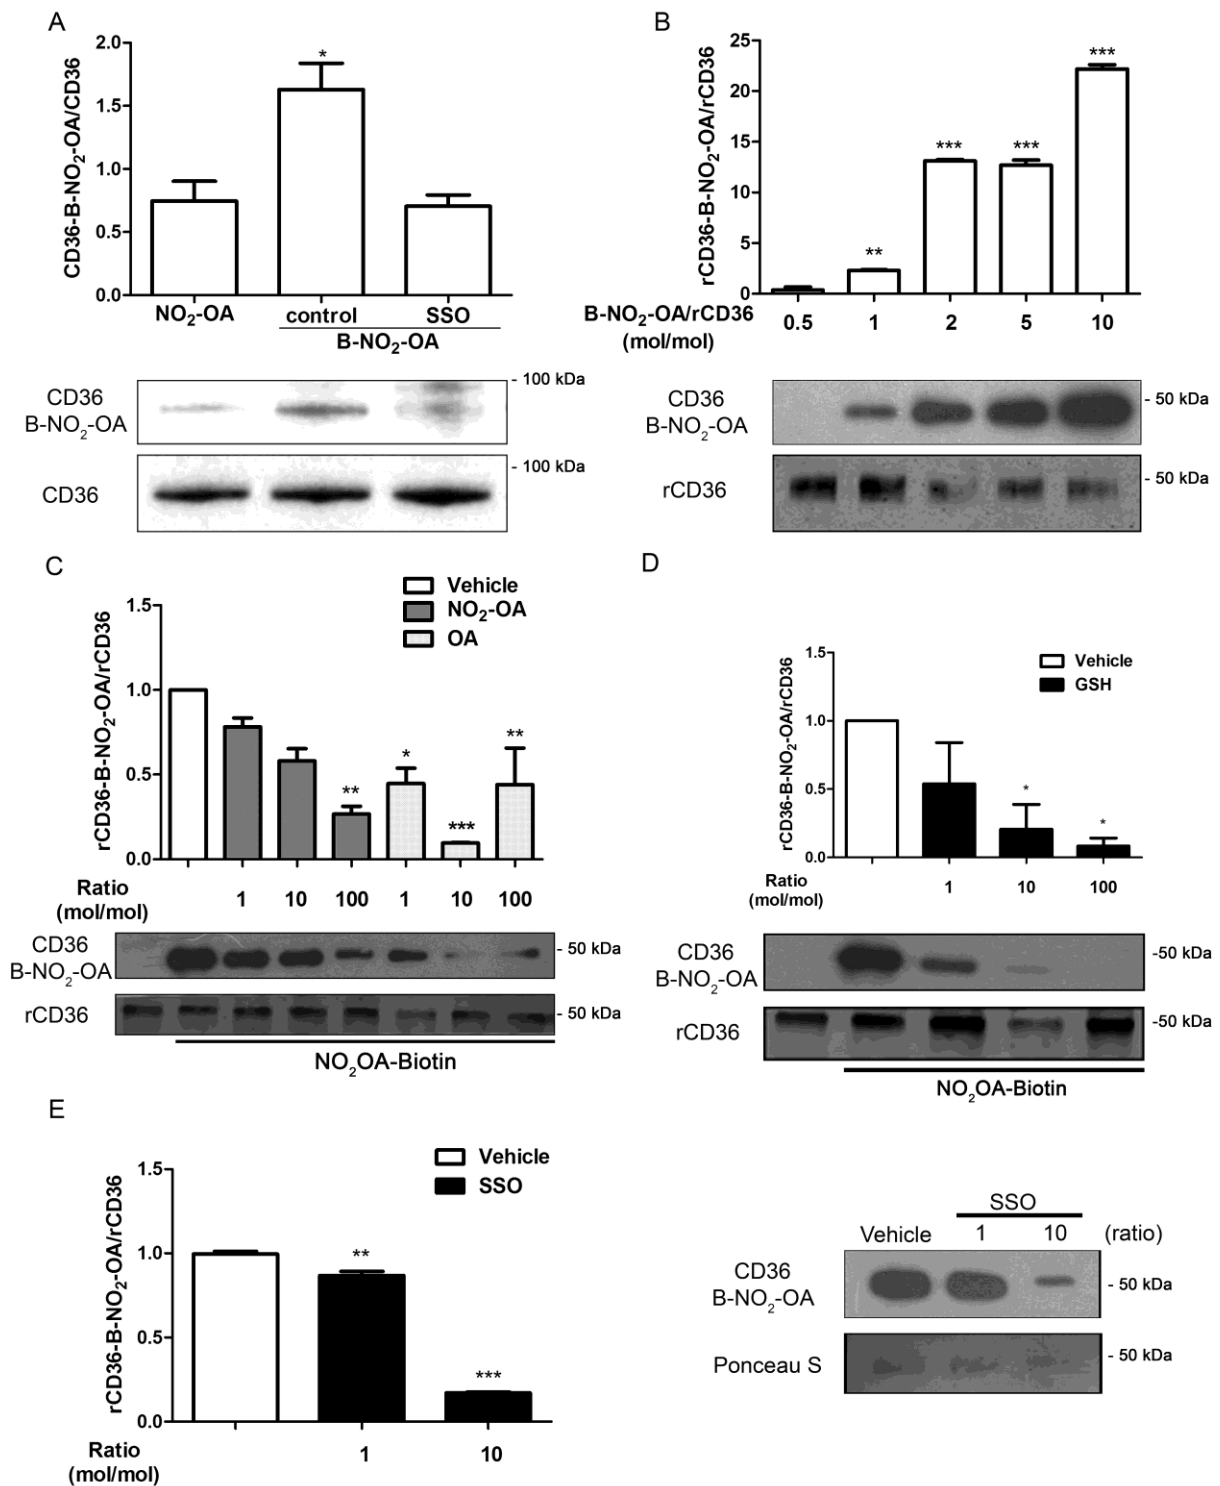 A
CD36-B-NO2-OA/CD36
2.0
1.5
1.0
0.5
0.0
*
NO2-OA
control
SSO
B-NO2-OA
CD36
B-NO2-OA
- 100 kDa
CD36
- 100 kDa
B
rCD36-B-NO2-OA/rCD36
25
20
15
10
5
0
**
***
***
***
B-NO2-OA/rCD36
(mol/mol)
0.5
1
2
5
10
CD36
B-NO2-OA
- 50 kDa
rCD36
- 50 kDa
C
Vehicle
NO2-OA
OA
rCD36-B-NO2-OA/rCD36
1.5
1.0
0.5
0.0
**
*
***
**
Ratio
(mol/mol)
1
10
100
1
10
100
CD36
B-NO2-OA
- 50 kDa
rCD36
- 50 kDa
NO2OA-Biotin
D
Vehicle
GSH
rCD36-B-NO2-OA/rCD36
1.5
1.0
0.5
0.0
*
*
Ratio
(mol/mol)
1
10
100
CD36
B-NO2-OA
-50 kDa
rCD36
-50 kDa
NO2OA-Biotin
E
Vehicle
SSO
rCD36-B-NO2-OA/rCD36
1.5
1.0
0.5
0.0
**
***
Ratio
(mol/mol)
1
10
SSO
Vehicle 1 10 (ratio)
CD36
B-NO2-OA
- 50 kDa
Ponceau S
- 50 kDa